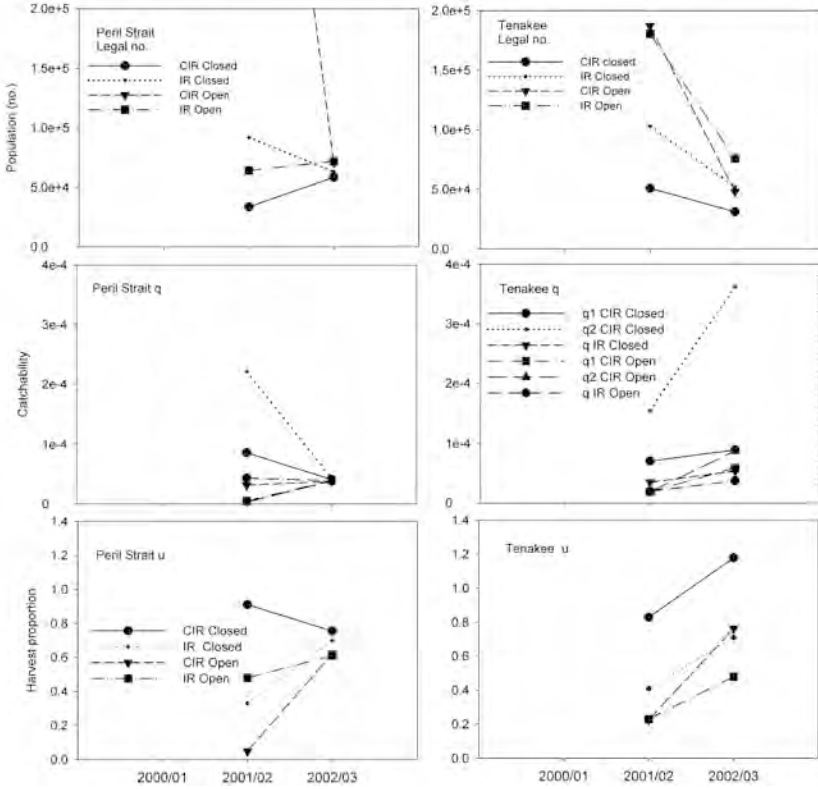 Population (no.)
2.0e+5
1.5e+5
1.0e+5
5.0e+4
0.0
Peril Strait
Legal no.
CIR Closed
IR Closed
CIR Open
IR Open
2.0e+5
1.5e+5
1.0e+5
5.0e+4
0.0
Tenakee
Legal no.
CIR closed
IR Closed
CIR Open
IR Open
Catchability
4e-4
3e-4
2e-4
1e-4
0
Peril Strait q
4e-4
3e-4
2e-4
1e-4
0
Tenakee q
q1 CIR Closed
q2 CIR Closed
q IR Closed
q1 CIR Open
q2 CIR Open
q IR Open
Harvest proportion
1.4
1.2
1.0
0.8
0.6
0.4
0.2
0.0
Peril Strait u
CIR Closed
IR Closed
CIR Open
IR Open
2000/01 2001/02 2002/03
1.4
1.2
1.0
0.8
0.6
0.4
0.2
0.0
Tenakee u
2000/01 2001/02 2002/03